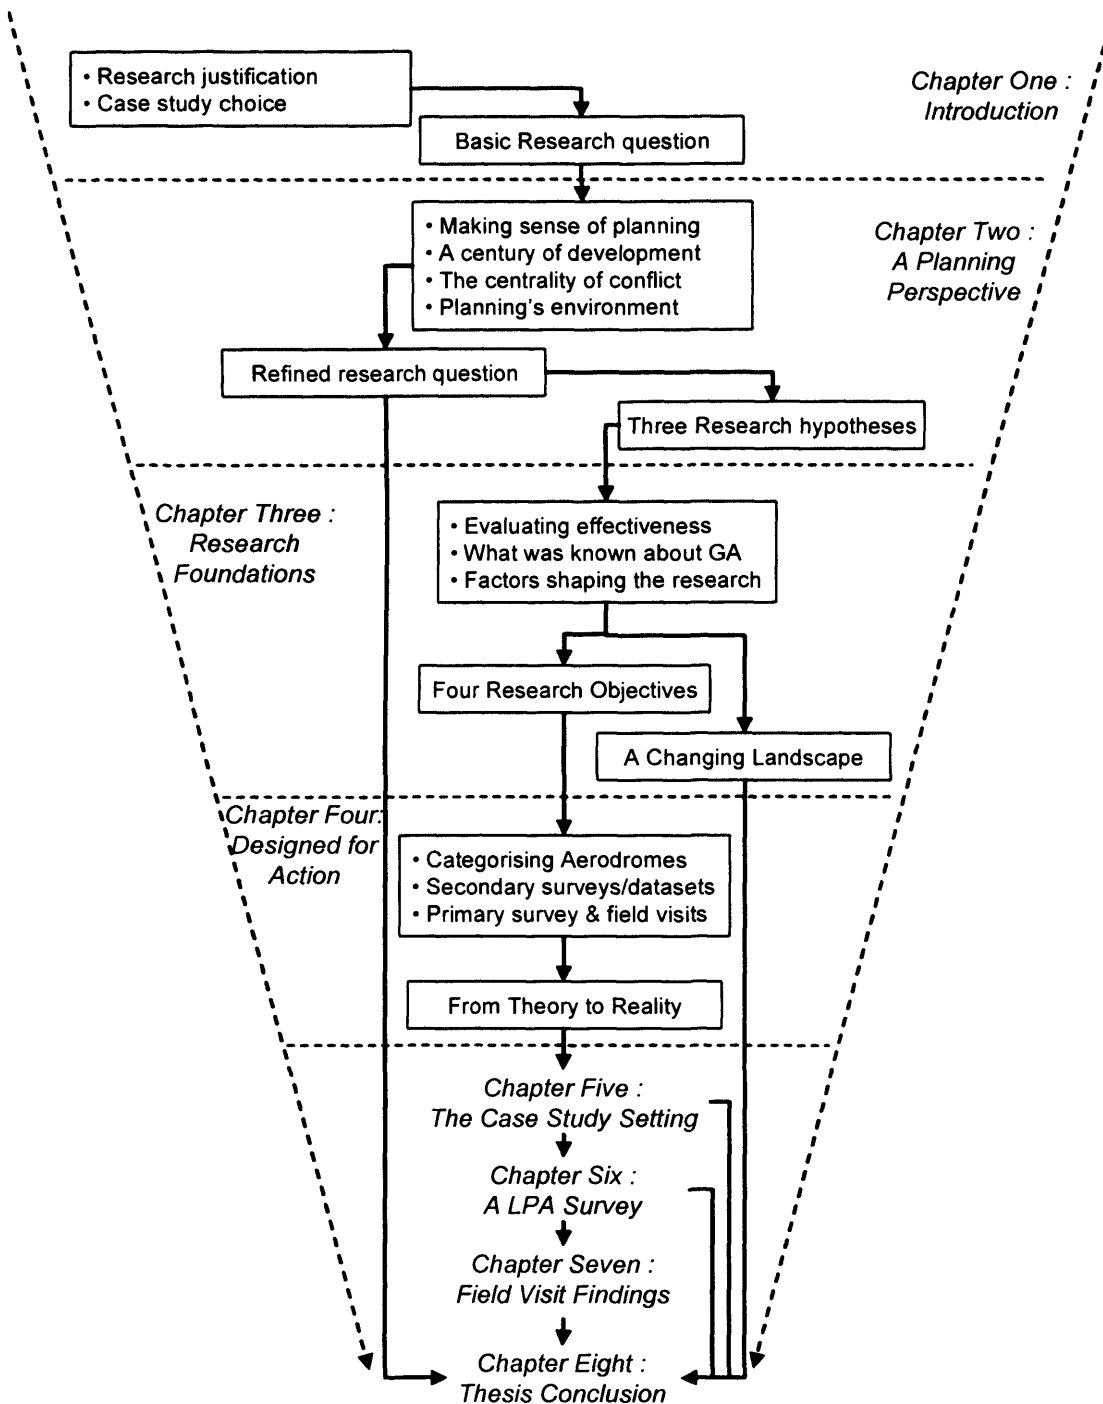 • Research justification
• Case study choice
Chapter One :
Introduction
Basic Research question
• Making sense of planning
• A century of development
• The centrality of conflict
• Planning's environment
Chapter Two :
A Planning
Perspective
Refined research question
Three Research hypotheses
Chapter Three :
Research
Foundations
• Evaluating effectiveness
• What was known about GA
• Factors shaping the research
Four Research Objectives
A Changing Landscape
Chapter Four:
Designed for
Action
• Categorising Aerodromes
• Secondary surveys/datasets
• Primary survey & field visits
From Theory to Reality
Chapter Five :
The Case Study Setting
Chapter Six :
A LPA Survey
Chapter Seven :
Field Visit Findings
Chapter Eight :
Thesis Conclusion